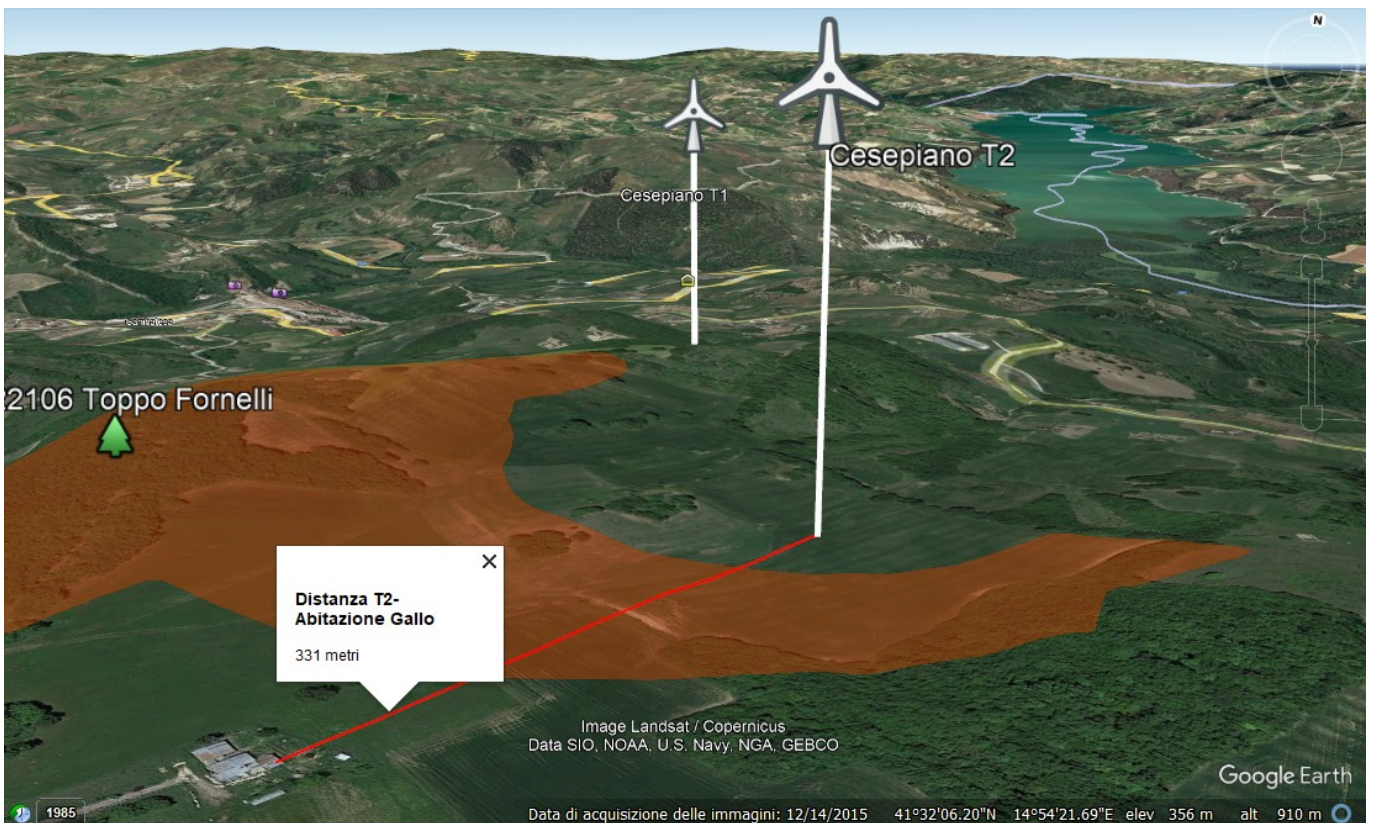 N
Cesepiano T2
Cesepiano T1
22106 Toppo Fornelli
Distanza T2-
Abitazione Gallo
331 metri
Image Landsat / Copernicus
Data SIO, NOAA, U.S. Navy, NGA, GEBCO
Google Earth
1985
Data di acquisizione delle immagini: 12/14/2015 41°32'06.20"N 14°54'21.69"E elev 356 m alt 910 m